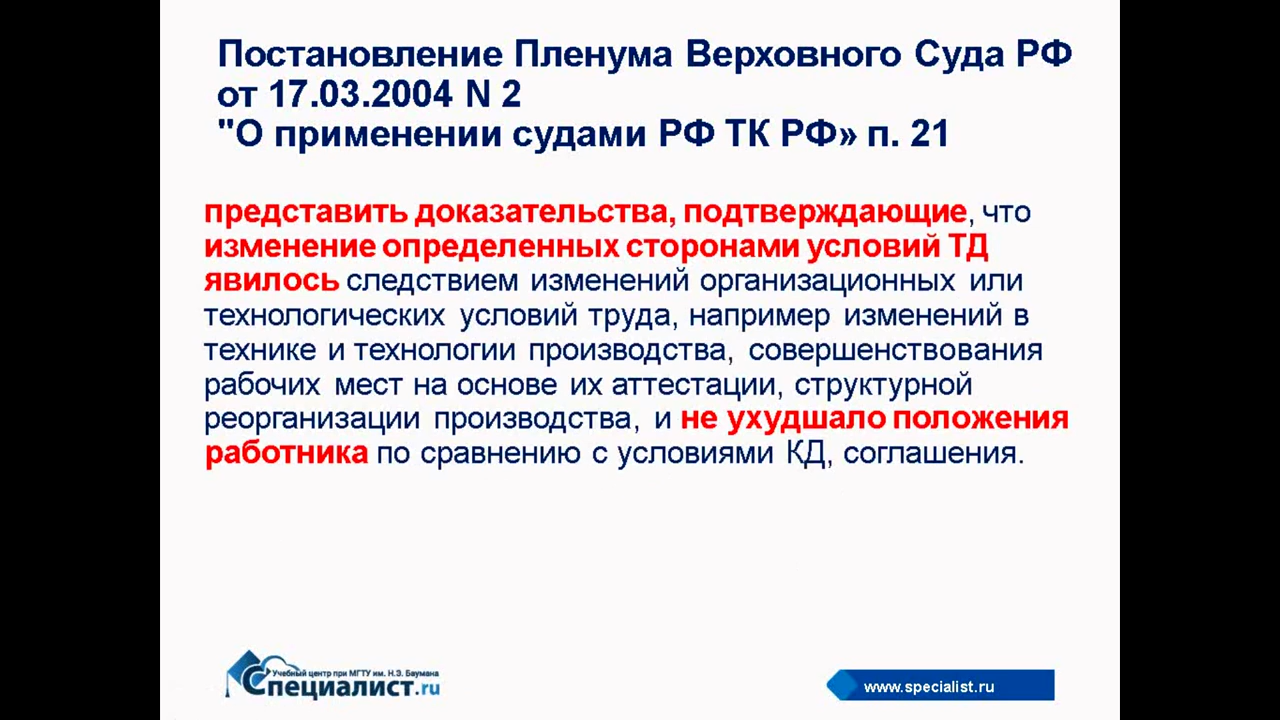 Постановление Пленума Верховного Суда РФ
от 17.03.2004 N 2
"О применении судами РФ ТК РФ» п. 21
представить доказательства, подтверждающие, что
изменение определенных сторонами условий ТД
явилось следствием изменений организационных или
технологических условий труда, например изменений в
технике и технологии производства, совершенствования
рабочих мест на основе их аттестации, структурной
реорганизации производства, и не ухудшало положения
работника по сравнению с условиями КД, соглашения.
Учебный центр при МГТУ им. Н.Э. Баумана
Специалист.ru
www.specialist.ru